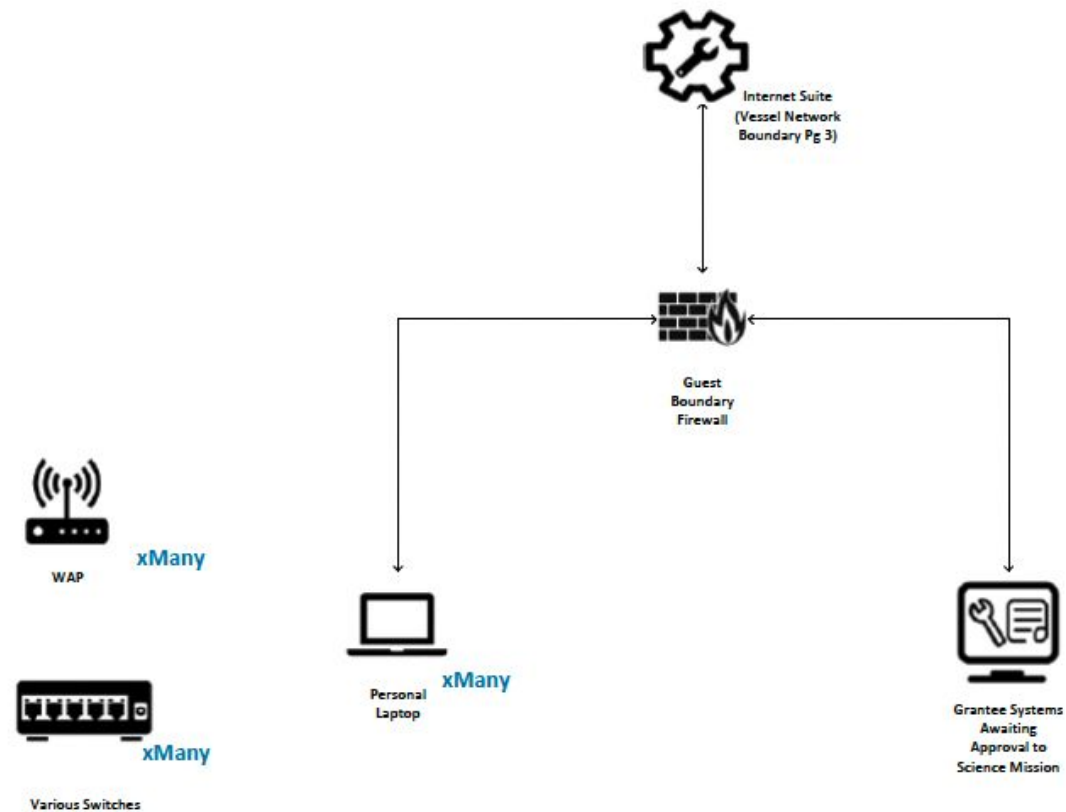 Internet Suite
(Vessel Network
Boundary Pg 3)
Guest
Boundary
Firewall
xMany
WAP
xMany
Personal
Laptop
xMany
Various Switches
Grantee Systems
Awaiting
Approval to
Science Mission